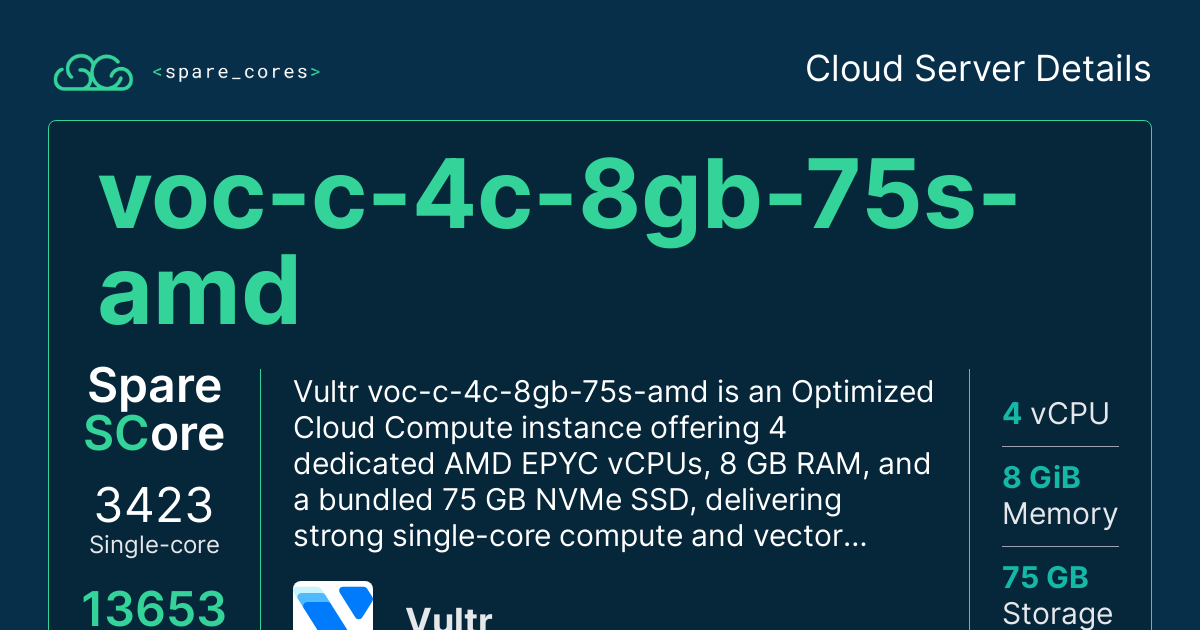 <spare_cores>
Cloud Server Details
voc-c-4c-8gb-75s-
amd
Spare
SCore
3423
Single-core
13653
Vultr voc-c-4c-8gb-75s-amd is an Optimized
Cloud Compute instance offering 4
dedicated AMD EPYC vCPUs, 8 GB RAM, and
a bundled 75 GB NVMe SSD, delivering
strong single-core compute and vector...
Vultr
4 vCPU
8 GiB
Memory
75 GB
Storage